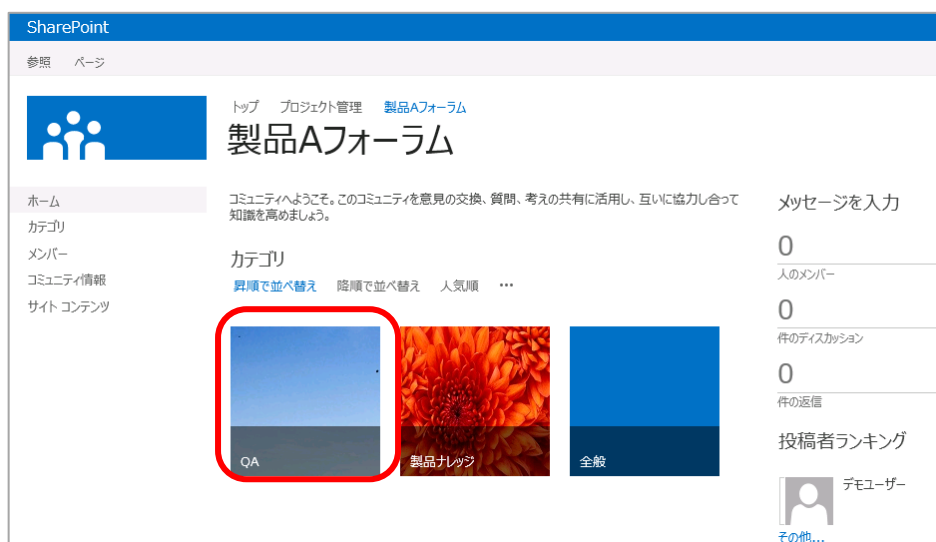 SharePoint
参照 ページ
トップ プロジェクト管理 製品Aフォーラム
製品Aフォーラム
ホーム
カテゴリ
メンバー
コミュニティ情報
サイト コンテンツ
コミュニティへようこそ。このコミュニティを意見の交換、質問、考えの共有に活用し、互いに協力し合って
知識を高めましょう。
カテゴリ
昇順で並べ替え 降順で並べ替え 人気順 •••
QA
製品ナレッジ
全般
メッセージを入力
0
人のメンバー
0
件のディスカッション
0
件の返信
投稿者ランキング
デモユーザー
その他...